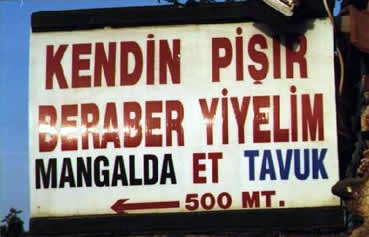 KENDİN PİŞİR
BERABER YİYELİM
MANGALDA ET TAVUK
← 500 MT.